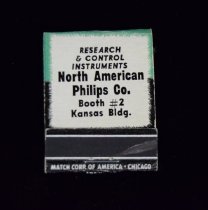 RESEARCH
& CONTROL
INSTRUMENTS
North American
Philips Co.
Booth #2
Kansas Bldg.
MATCH CORP. OF AMERICA · CHICAGO